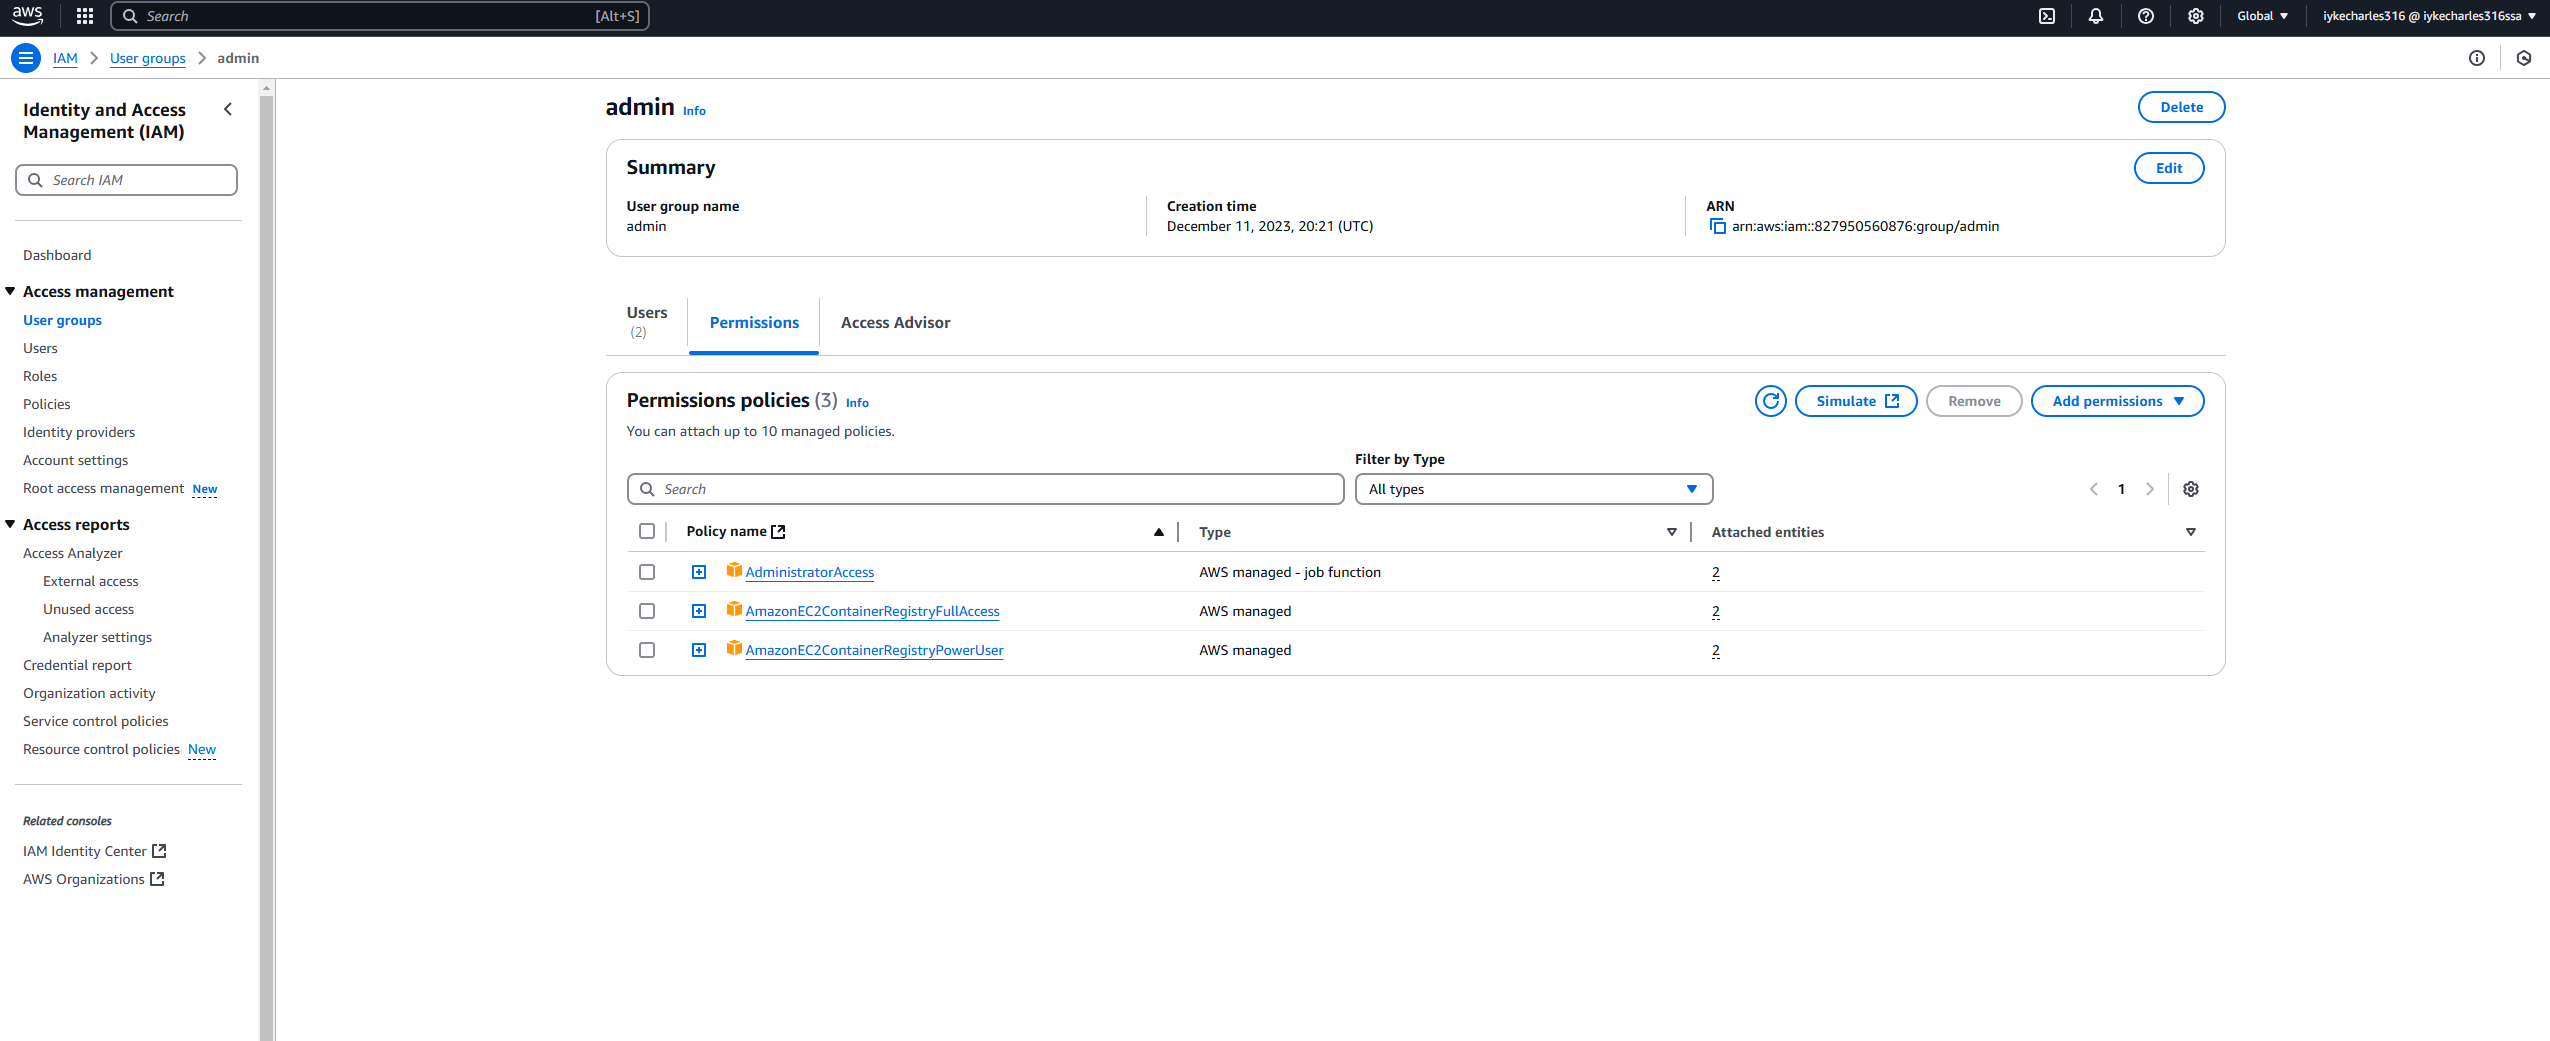 aws
Search
[Alt+S]
Global
iykecharles316 @ iykecharles316ssa
IAM
User groups
admin
Identity and Access
Management (IAM)
Search IAM
Dashboard
Access management
User groups
Users
Roles
Policies
Identity providers
Account settings
Root access management New
Access reports
Access Analyzer
External access
Unused access
Analyzer settings
Credential report
Organization activity
Service control policies
Resource control policies New
Related consoles
IAM Identity Center
AWS Organizations
admin Info
Delete
Summary
Edit
User group name
admin
Creation time
December 11, 2023, 20:21 (UTC)
ARN
arn:aws:iam::827950560876:group/admin
Users
(2)
Permissions
Access Advisor
Permissions policies (3) Info
Simulate
Remove
Add permissions
You can attach up to 10 managed policies.
Filter by Type
Search
All types
1
Policy name
Type
Attached entities
AdministratorAccess
AWS managed - job function
2
AmazonEC2ContainerRegistryFullAccess
AWS managed
2
AmazonEC2ContainerRegistryPowerUser
AWS managed
2